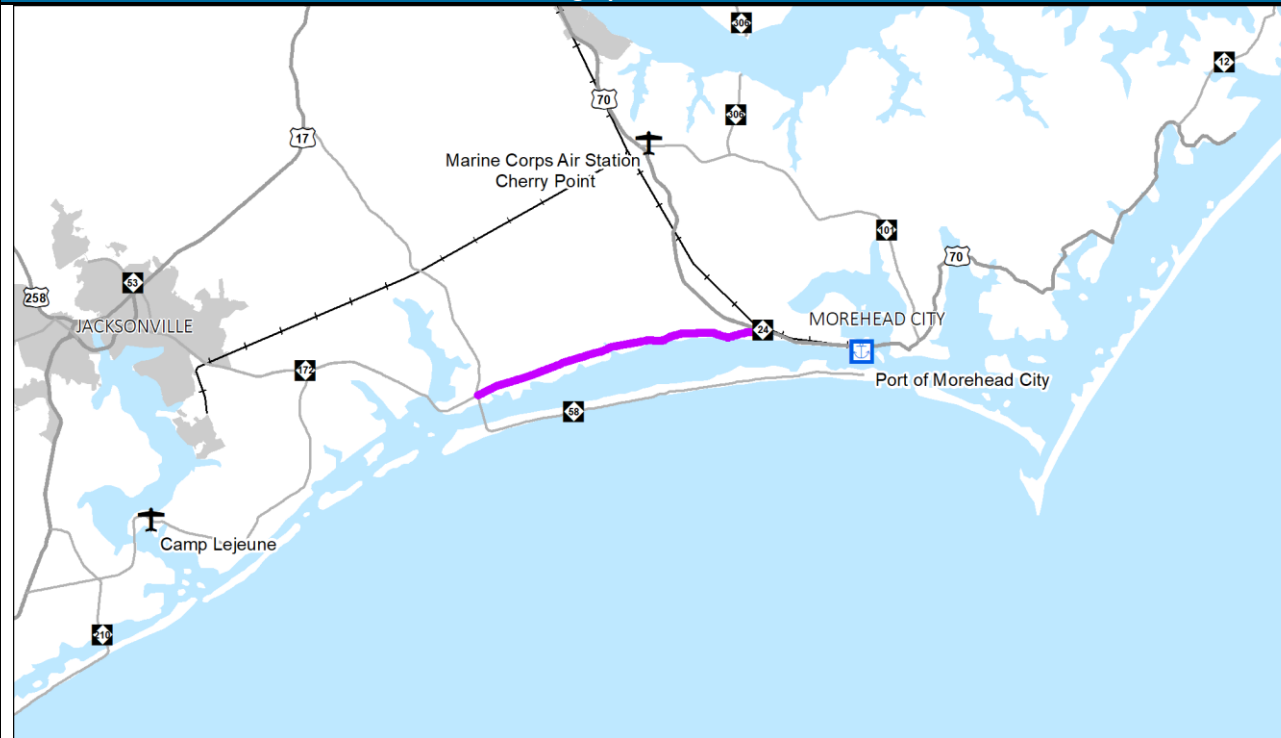 306
12
70
306
17
Marine Corps Air Station
Cherry Point
101
70
53
258
JACKSONVILLE
MOREHEAD CITY
24
172
Port of Morehead City
58
Camp Lejeune
210